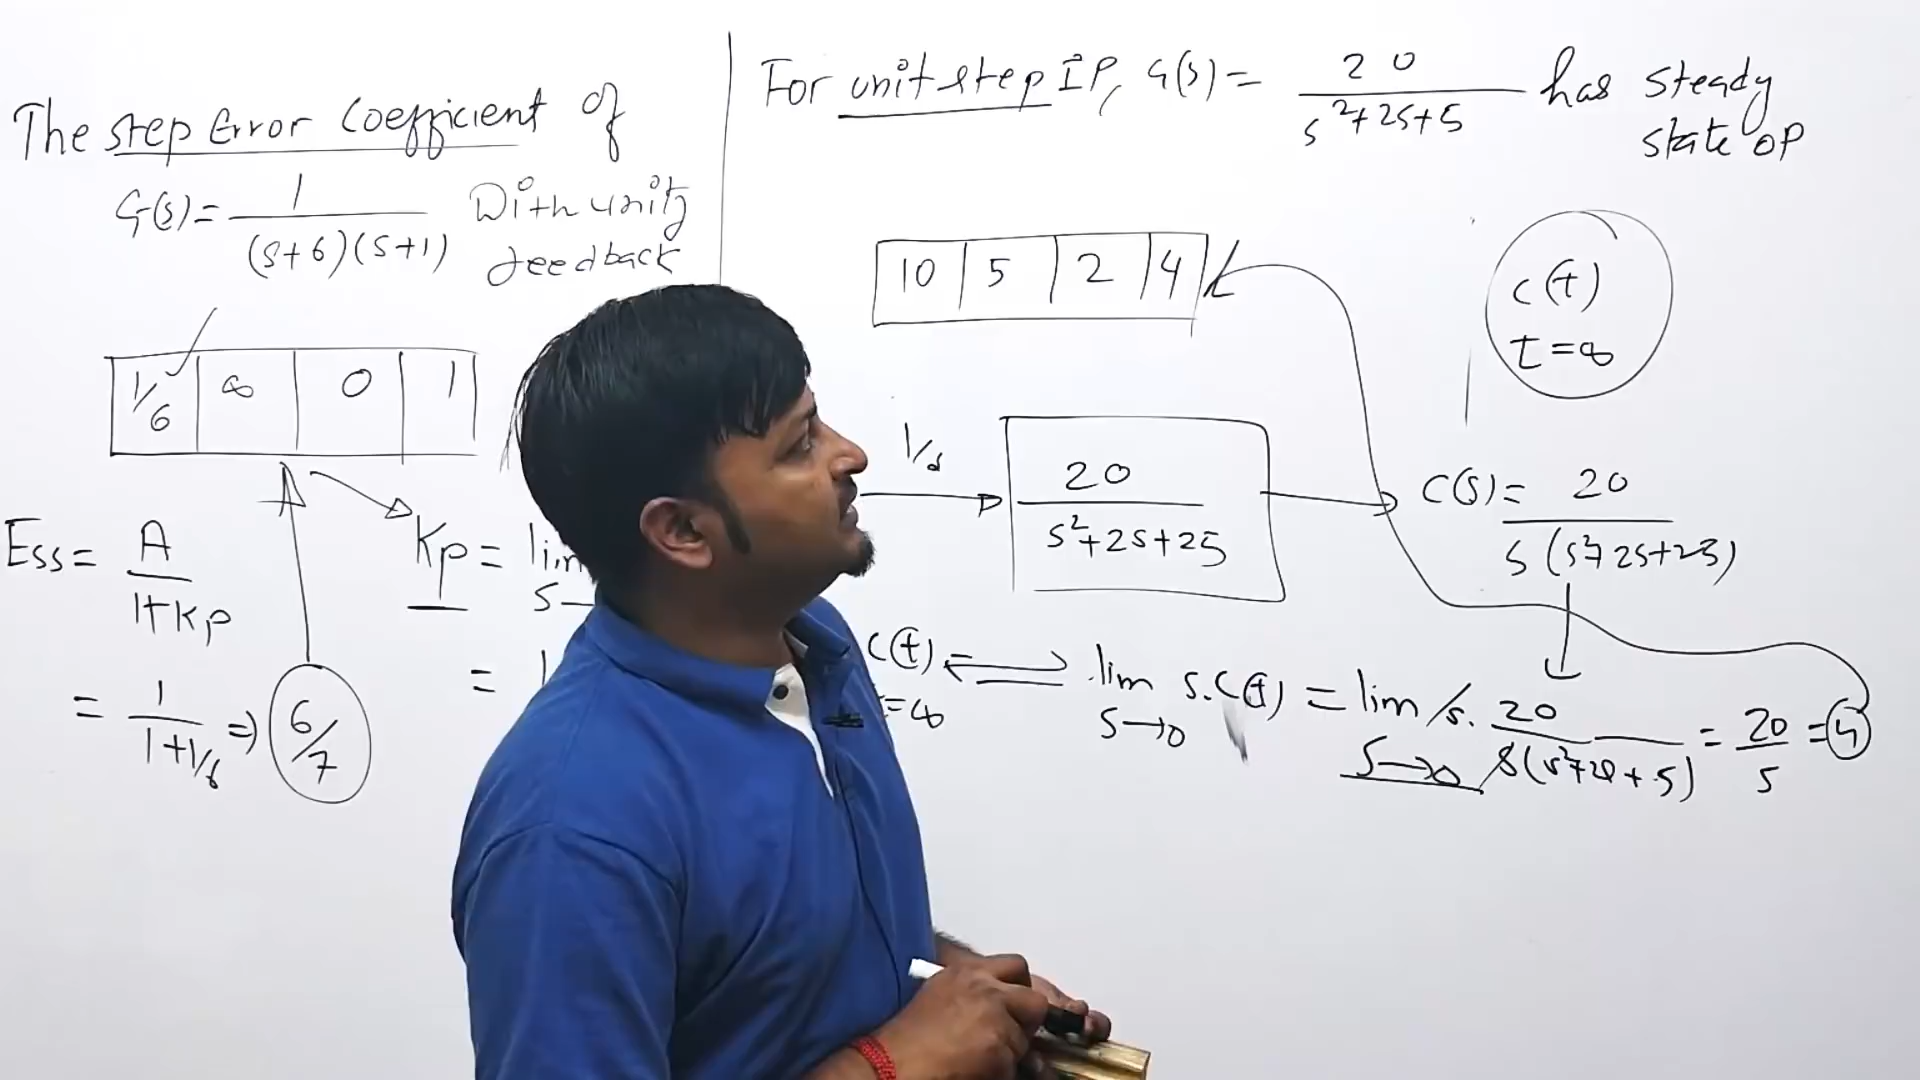 The step Error Coefficient of
G(s) = 1 / (s+6)(s+1) With unity
feedback
1/6 | ∞ | 0 | 1
Ess = A / 1+Kp
= 1 / 1+1/6 => 6/7
Kp = lim
s→
=
For unit step IP, G(s) = 20 / s²+2s+5 has steady
state OP
10 | 5 | 2 | 4
c(t)
t=∞
1/s
20 / s²+2s+25
C(s) = 20 / s(s²+2s+25)
c(t) = lim s.C(t) = lim s. 20 / s(s²+2s+5) = 20/5 = 4
t=∞ s→0 s→0